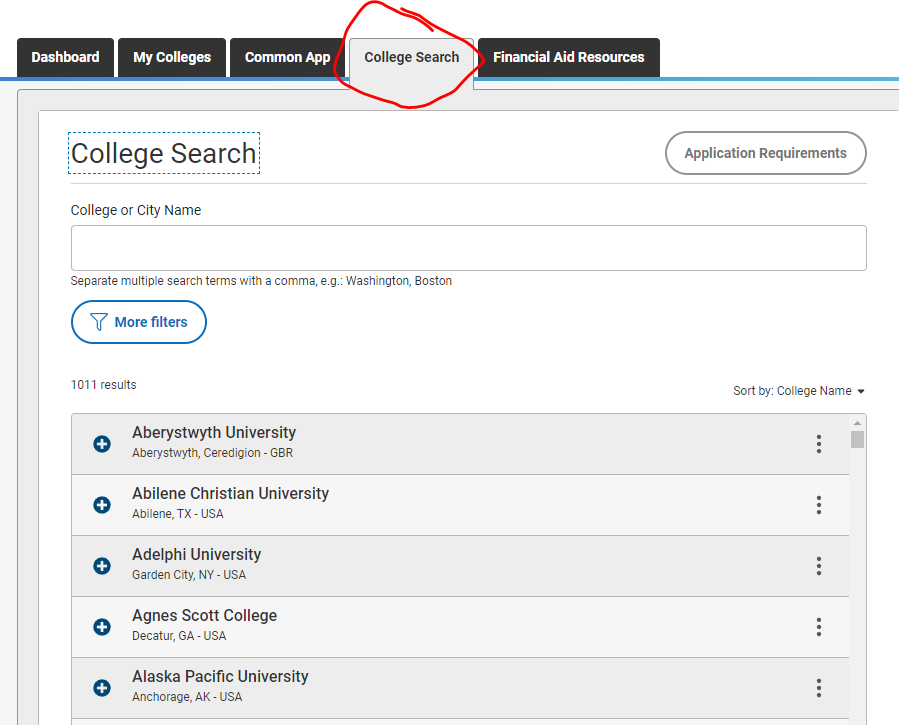 Dashboard
My Colleges
Common App
College Search
Financial Aid Resources
College Search
Application Requirements
College or City Name
Separate multiple search terms with a comma, e.g.: Washington, Boston
More filters
1011 results
Sort by: College Name
Aberystwyth University
Aberystwyth, Ceredigion - GBR
Abilene Christian University
Abilene, TX - USA
Adelphi University
Garden City, NY - USA
Agnes Scott College
Decatur, GA - USA
Alaska Pacific University
Anchorage, AK - USA